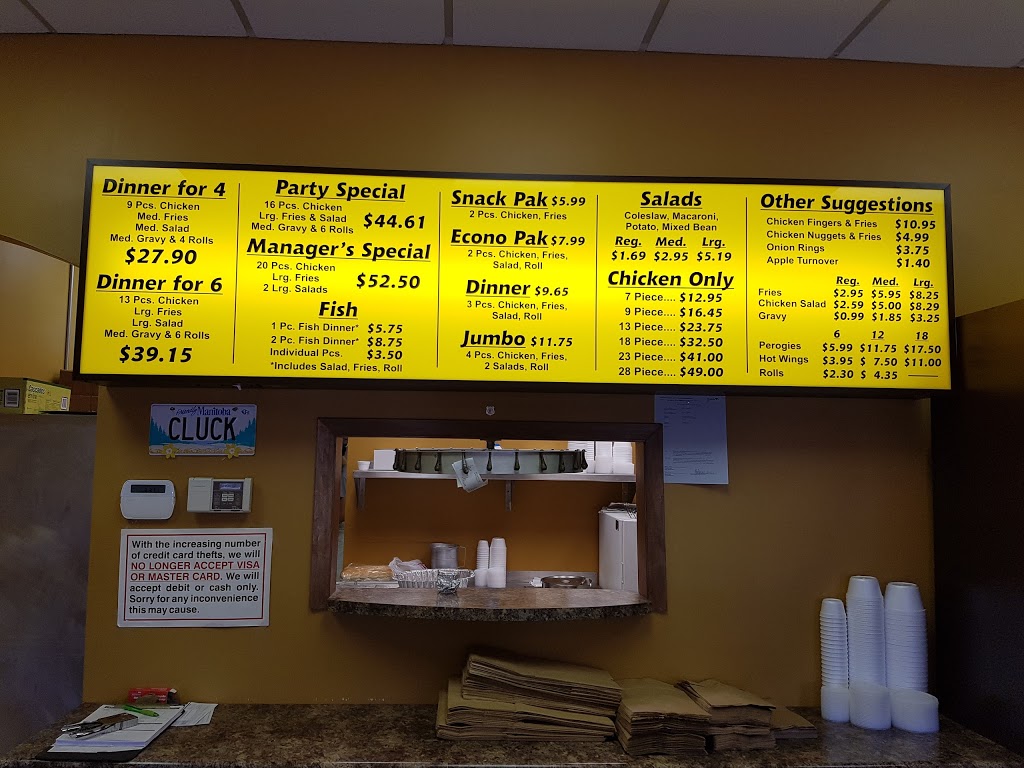 Dinner for 4
9 Pcs. Chicken
Med. Fries
Med. Salad
Med. Gravy & 4 Rolls
$27.90
Dinner for 6
13 Pcs. Chicken
Lrg. Fries
Lrg. Salad
Med. Gravy & 6 Rolls
$39.15
Party Special
16 Pcs. Chicken
Lrg. Fries & Salad
Lrg. Gravy & 6 Rolls
$44.61
Manager's Special
20 Pcs. Chicken
Lrg. Fries
2 Lrg. Salads
$52.50
Fish
1 Pc. Fish Dinner* $5.75
2 Pc. Fish Dinner* $8.75
Individual Pcs. $3.50
*Includes Salad, Fries, Roll
Snack Pak $5.99
2 Pcs. Chicken, Fries
Econo Pak $7.99
2 Pcs. Chicken, Fries,
Salad, Roll
Dinner $9.65
3 Pcs. Chicken, Fries,
Salad, Roll
Jumbo $11.75
4 Pcs. Chicken, Fries,
2 Salads, Roll
Salads
Coleslaw, Macaroni,
Potato, Mixed Bean
Reg. Med. Lrg.
$1.69 $2.95 $5.19
Chicken Only
7 Piece.... $12.95
9 Piece.... $16.45
13 Piece.... $23.75
18 Piece.... $32.50
23 Piece.... $41.00
28 Piece.... $49.00
Other Suggestions
Chicken Fingers & Fries $10.95
Chicken Nuggets & Fries $4.99
Onion Rings $3.75
Apple Turnover $1.40
Reg. Med. Lrg.
Fries $2.95 $5.95 $8.25
Chicken Salad $2.59 $5.00 $8.29
Gravy $0.99 $1.85 $3.25
6 12 18
Perogies $5.99 $11.75 $17.50
Hot Wings $3.95 $ 7.50 $11.00
Rolls $2.30 $ 4.35
Manitoba
CLUCK
With the increasing number
of credit card thefts, we will
NO LONGER ACCEPT VISA
OR MASTER CARD. We will
accept debit or cash only.
Sorry for any inconvenience
this may cause.